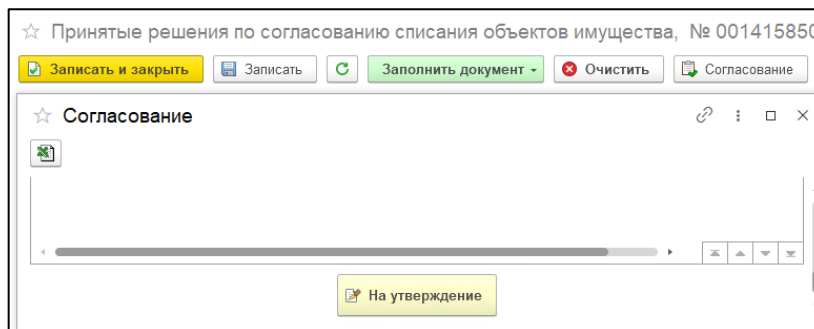 Принятые решения по согласованию списания объектов имущества, № 001415850
Записать и закрыть Записать Заполнить документ Очистить Согласование
Согласование
На утверждение